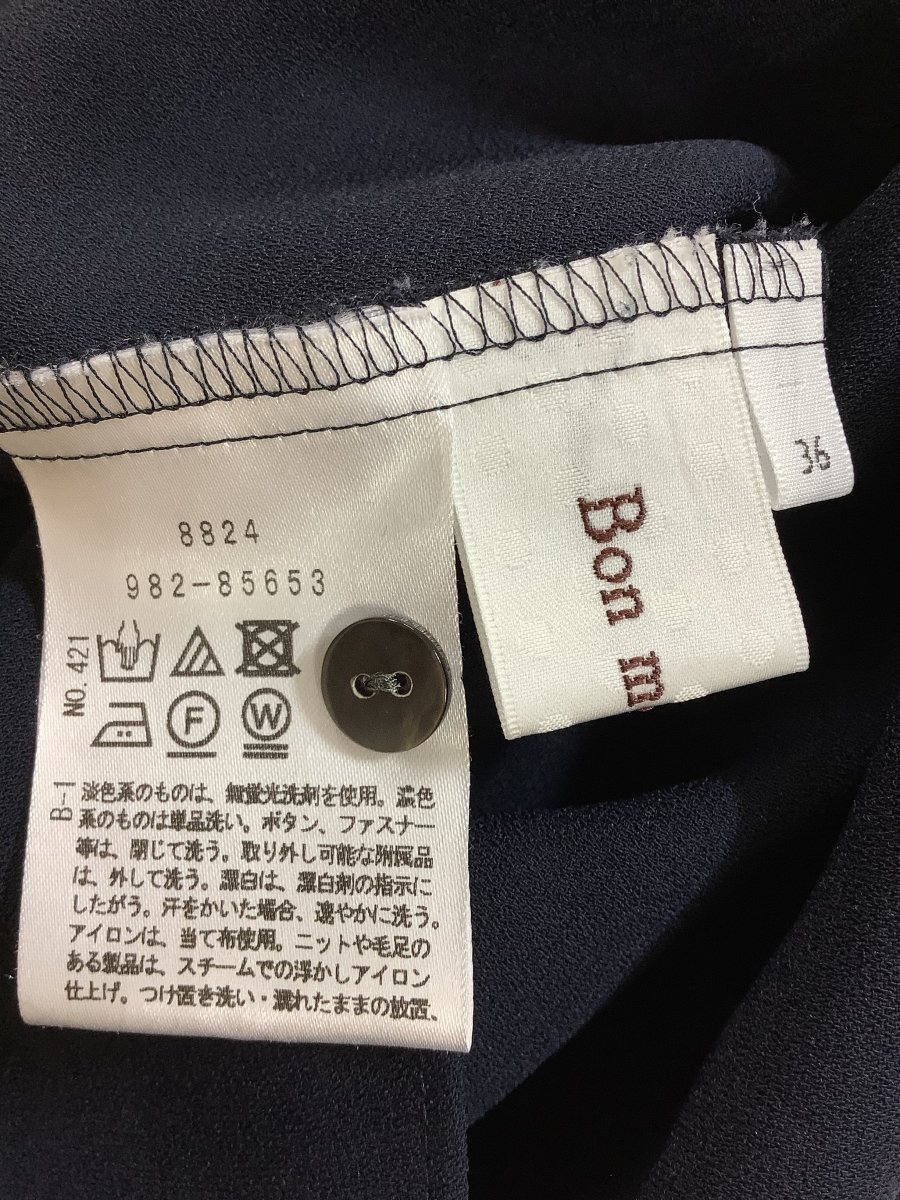 8824
982-85653
NO. 421
F
W
B-1
淡色系のものは、無蛍光洗剤を使用。濃色
系のものは単品洗い。ボタン、ファスナー
等は、閉じて洗う。取り外し可能な附属品
は、外して洗う。漂白は、漂白剤の指示に
したがう。汗をかいた場合、速やかに洗う。
アイロンは、当て布使用。ニットや毛足の
ある製品は、スチームでの浮かしアイロン
仕上げ。つけ置き洗い・濡れたままの放置、
Bon m
36